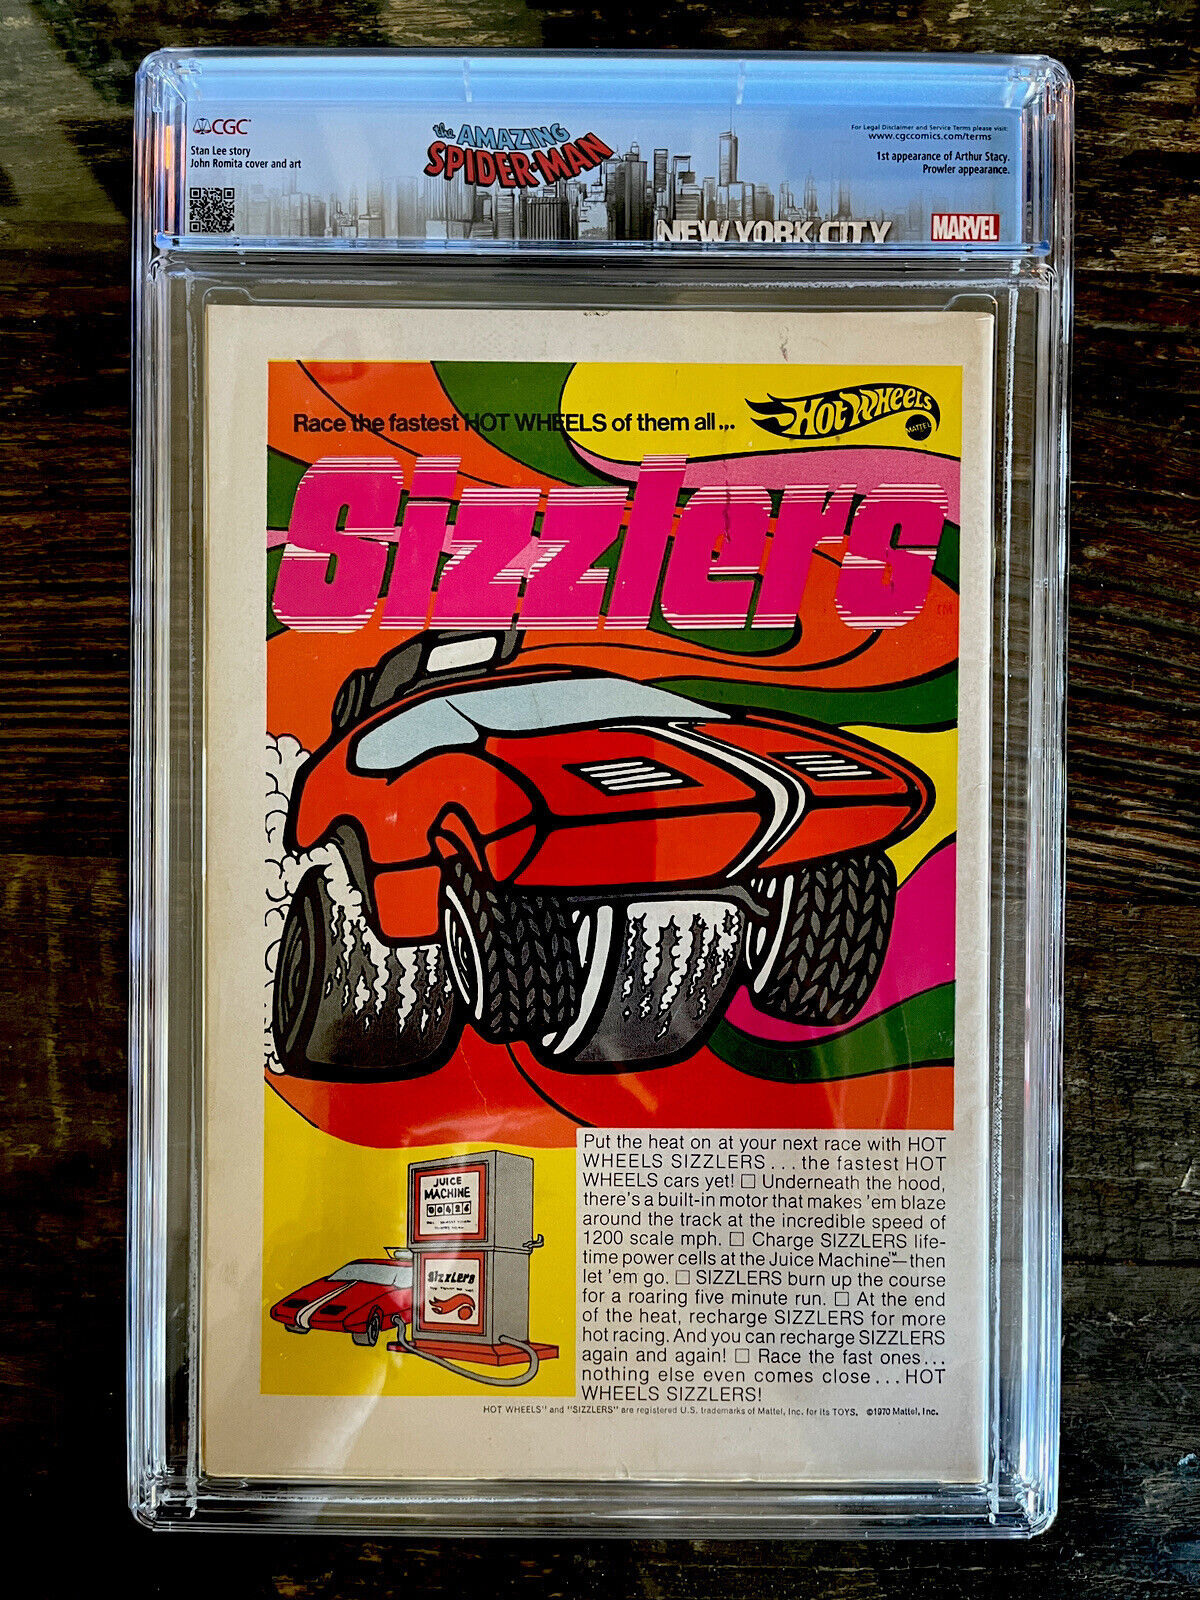 CGC
Stan Lee story
John Romita cover and art
the AMAZING
SPIDER-MAN
For Legal Disclaimer and Service Terms please visit:
www.cgccomics.com/terms
1st appearance of Arthur Stacy.
Prowler appearance.
NEW YORK CITY
MARVEL
Race the fastest HOT WHEELS of them all...
Hot Wheels
MATTEL
Sizzlers
TM
JUICE
MACHINE
00426
Sizzlers
Put the heat on at your next race with HOT
WHEELS SIZZLERS...the fastest HOT
WHEELS cars yet! □ Underneath the hood,
there's a built-in motor that makes 'em blaze
around the track at the incredible speed of
1200 scale mph. □ Charge SIZZLERS life-
time power cells at the Juice Machine™—then
let 'em go. □ SIZZLERS burn up the course
for a roaring five minute run. □ At the end
of the heat, recharge SIZZLERS for more
hot racing. And you can recharge SIZZLERS
again and again! □ Race the fast ones...
nothing else even comes close...HOT
WHEELS SIZZLERS!
HOT WHEELS" and "SIZZLERS" are registered U.S. trademarks of Mattel, Inc. for its TOYS. ©1970 Mattel, Inc.